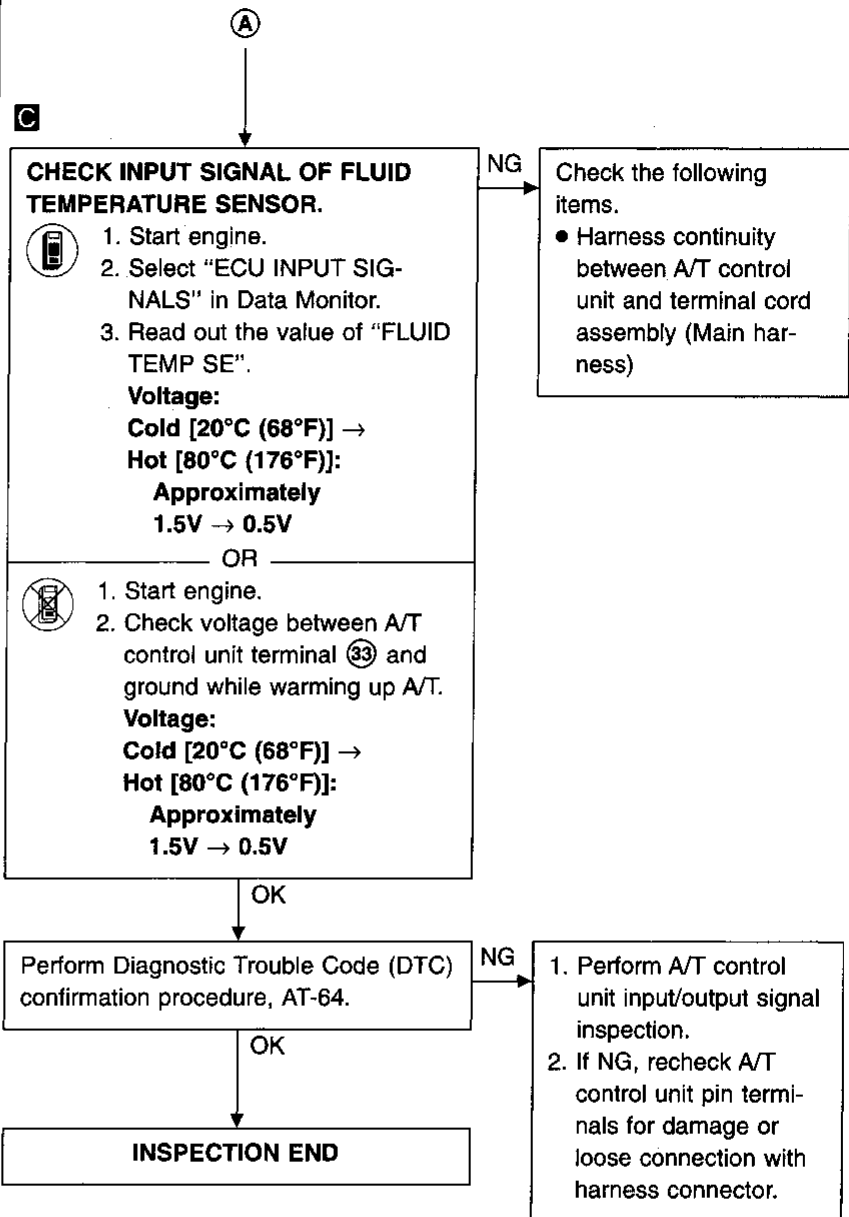 Ⓐ
C
CHECK INPUT SIGNAL OF FLUID
TEMPERATURE SENSOR.
1. Start engine.
2. Select “ECU INPUT SIG-
NALS” in Data Monitor.
3. Read out the value of “FLUID
TEMP SE”.
Voltage:
Cold [20°C (68°F)] →
Hot [80°C (176°F)]:
Approximately
1.5V → 0.5V
OR
1. Start engine.
2. Check voltage between A/T
control unit terminal ㉝ and
ground while warming up A/T.
Voltage:
Cold [20°C (68°F)] →
Hot [80°C (176°F)]:
Approximately
1.5V → 0.5V
NG
Check the following
items.
● Harness continuity
between A/T control
unit and terminal cord
assembly (Main har-
ness)
OK
Perform Diagnostic Trouble Code (DTC)
confirmation procedure, AT-64.
NG
1. Perform A/T control
unit input/output signal
inspection.
2. If NG, recheck A/T
control unit pin termi-
nals for damage or
loose connection with
harness connector.
OK
INSPECTION END